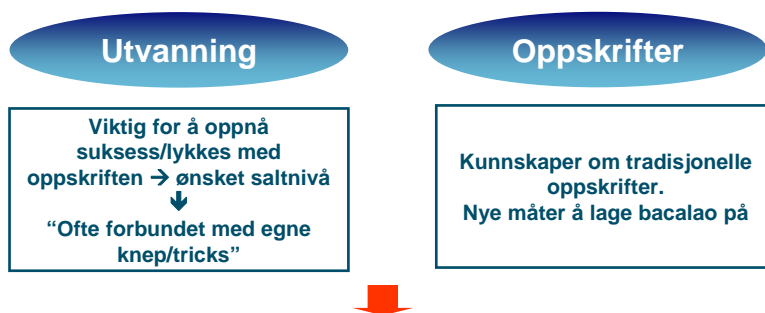 Utvanning
Oppskrifter
Viktig for å oppnå
suksess/lykkes med
oppskriften → ønsket saltnivå
↓
“Ofte forbundet med egne
knep/tricks”
Kunnskaper om tradisjonelle
oppskrifter.
Nye måter å lage bacalao på